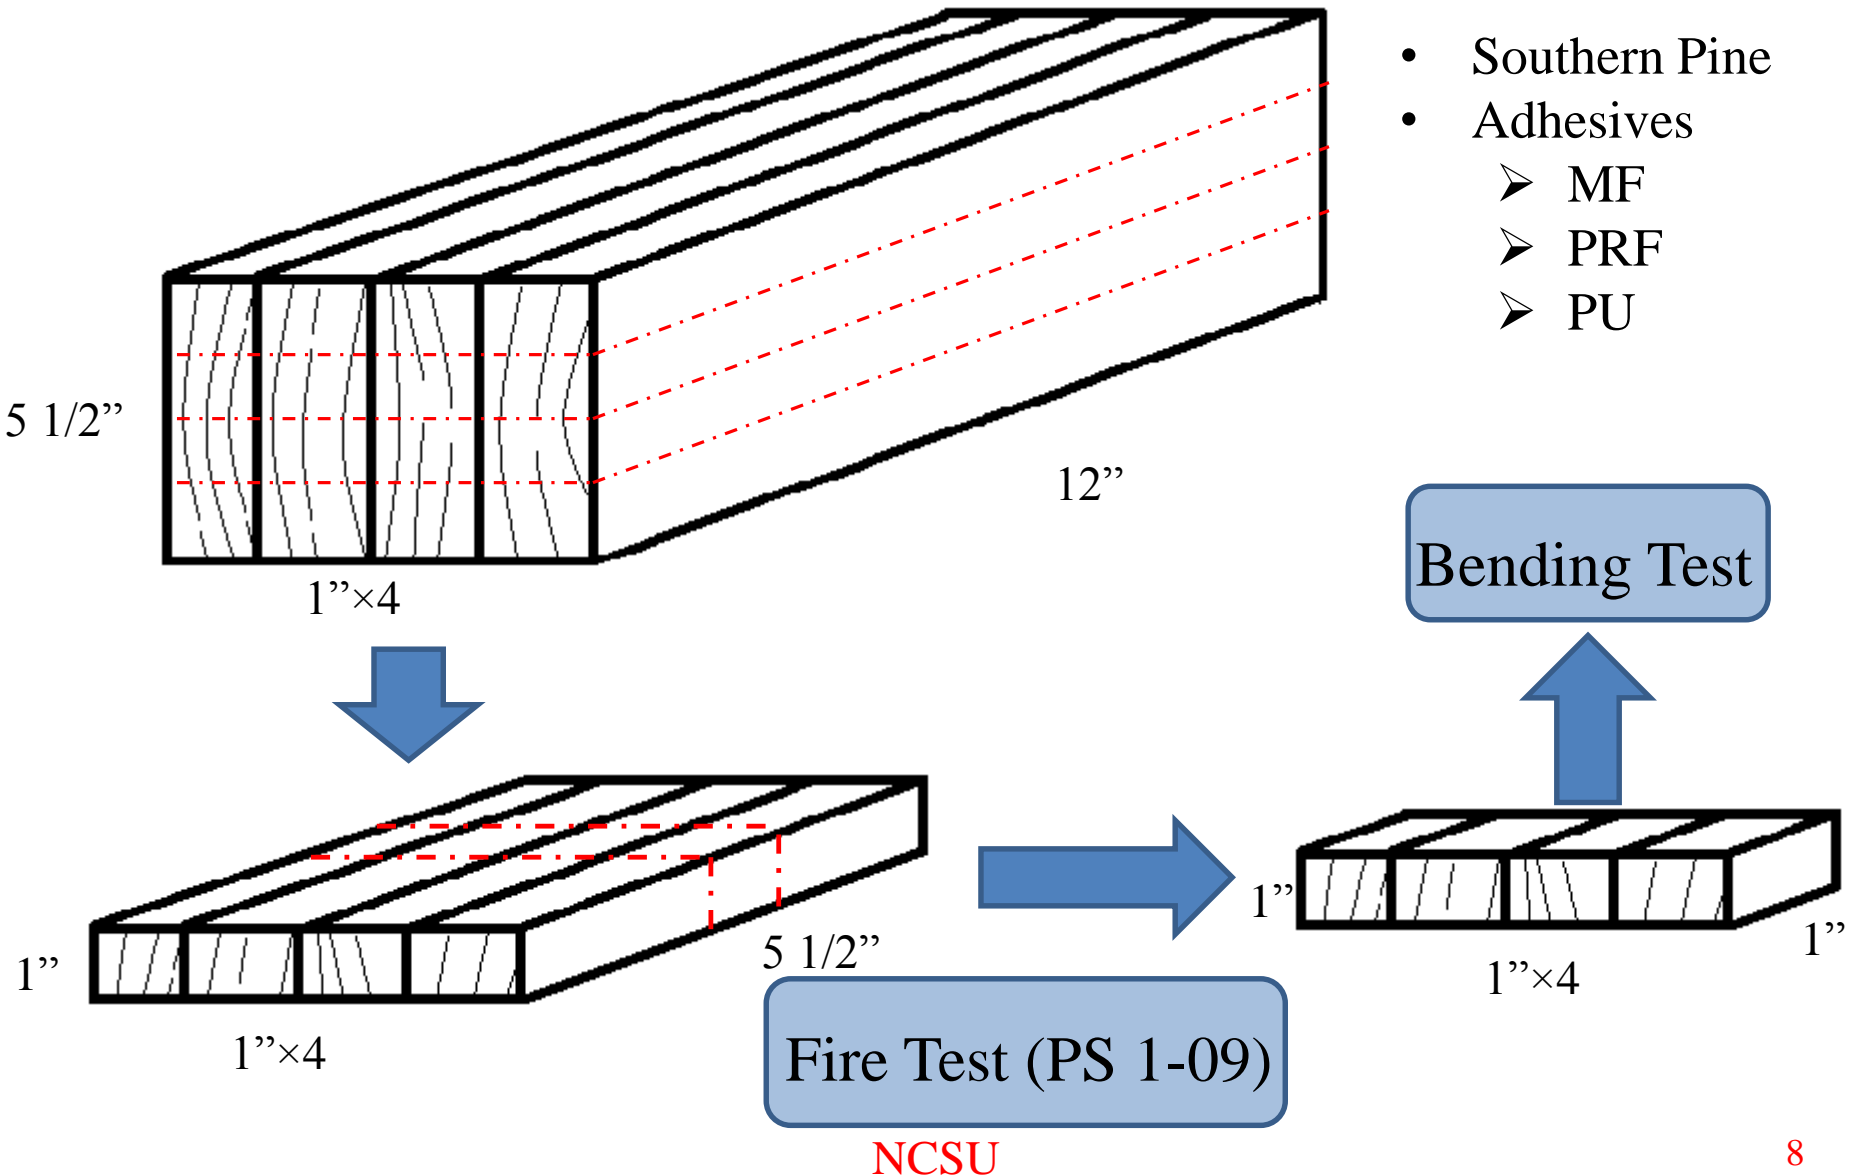 • Southern Pine
• Adhesives
➢ MF
➢ PRF
➢ PU
5 1/2”
12”
1”×4
Bending Test
1”
5 1/2”
1”×4
Fire Test (PS 1-09)
1”
1”
1”×4
NCSU
8